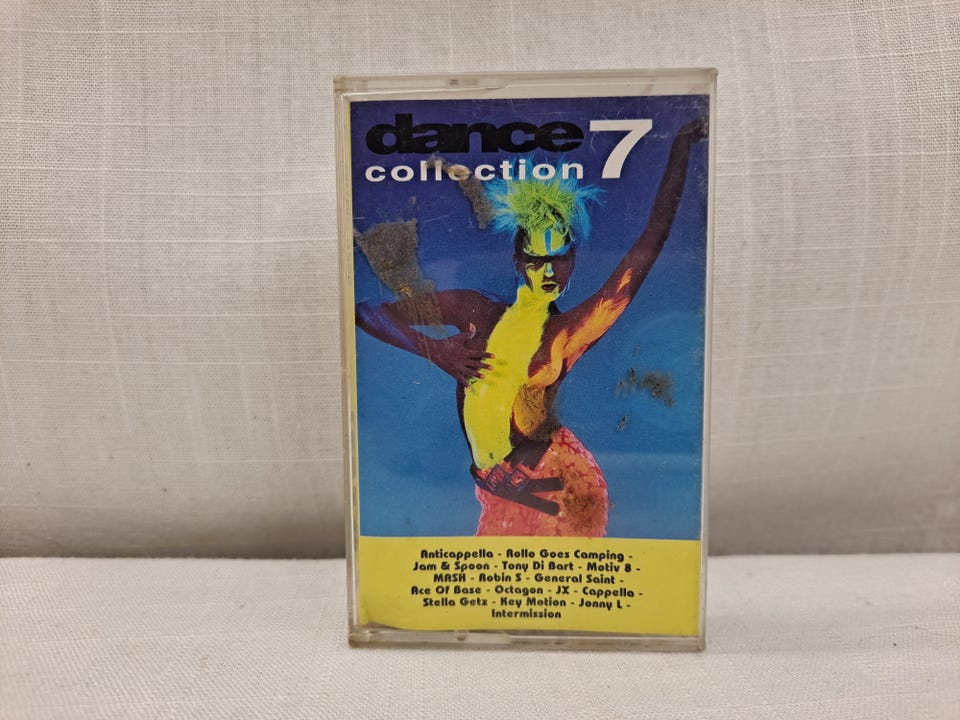 dance
collection 7
Anticappella - Rollo Goes Camping -
Jam & Spoon - Tony Di Bart - Motiv 8 -
MASH - Robin S - General Saint -
Ace Of Base - Octagon - JX - Cappella -
Stella Getz - Key Motion - Jonny L -
Intermission